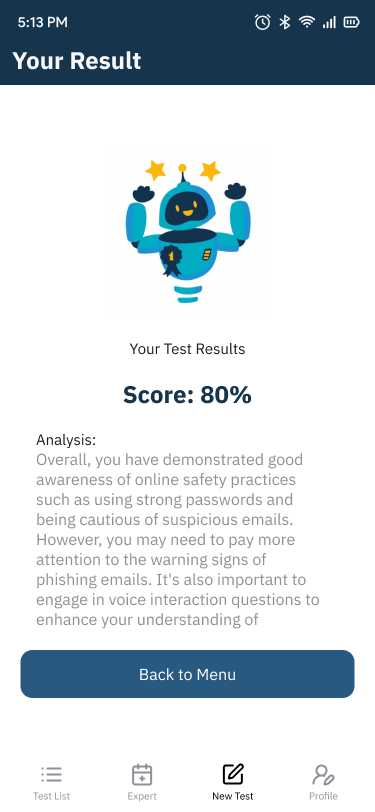 5:13 PM
Your Result
1
Your Test Results
Score: 80%
Analysis:
Overall, you have demonstrated good
awareness of online safety practices
such as using strong passwords and
being cautious of suspicious emails.
However, you may need to pay more
attention to the warning signs of
phishing emails. It's also important to
engage in voice interaction questions to
enhance your understanding of
Back to Menu
Test List
Expert
New Test
Profile